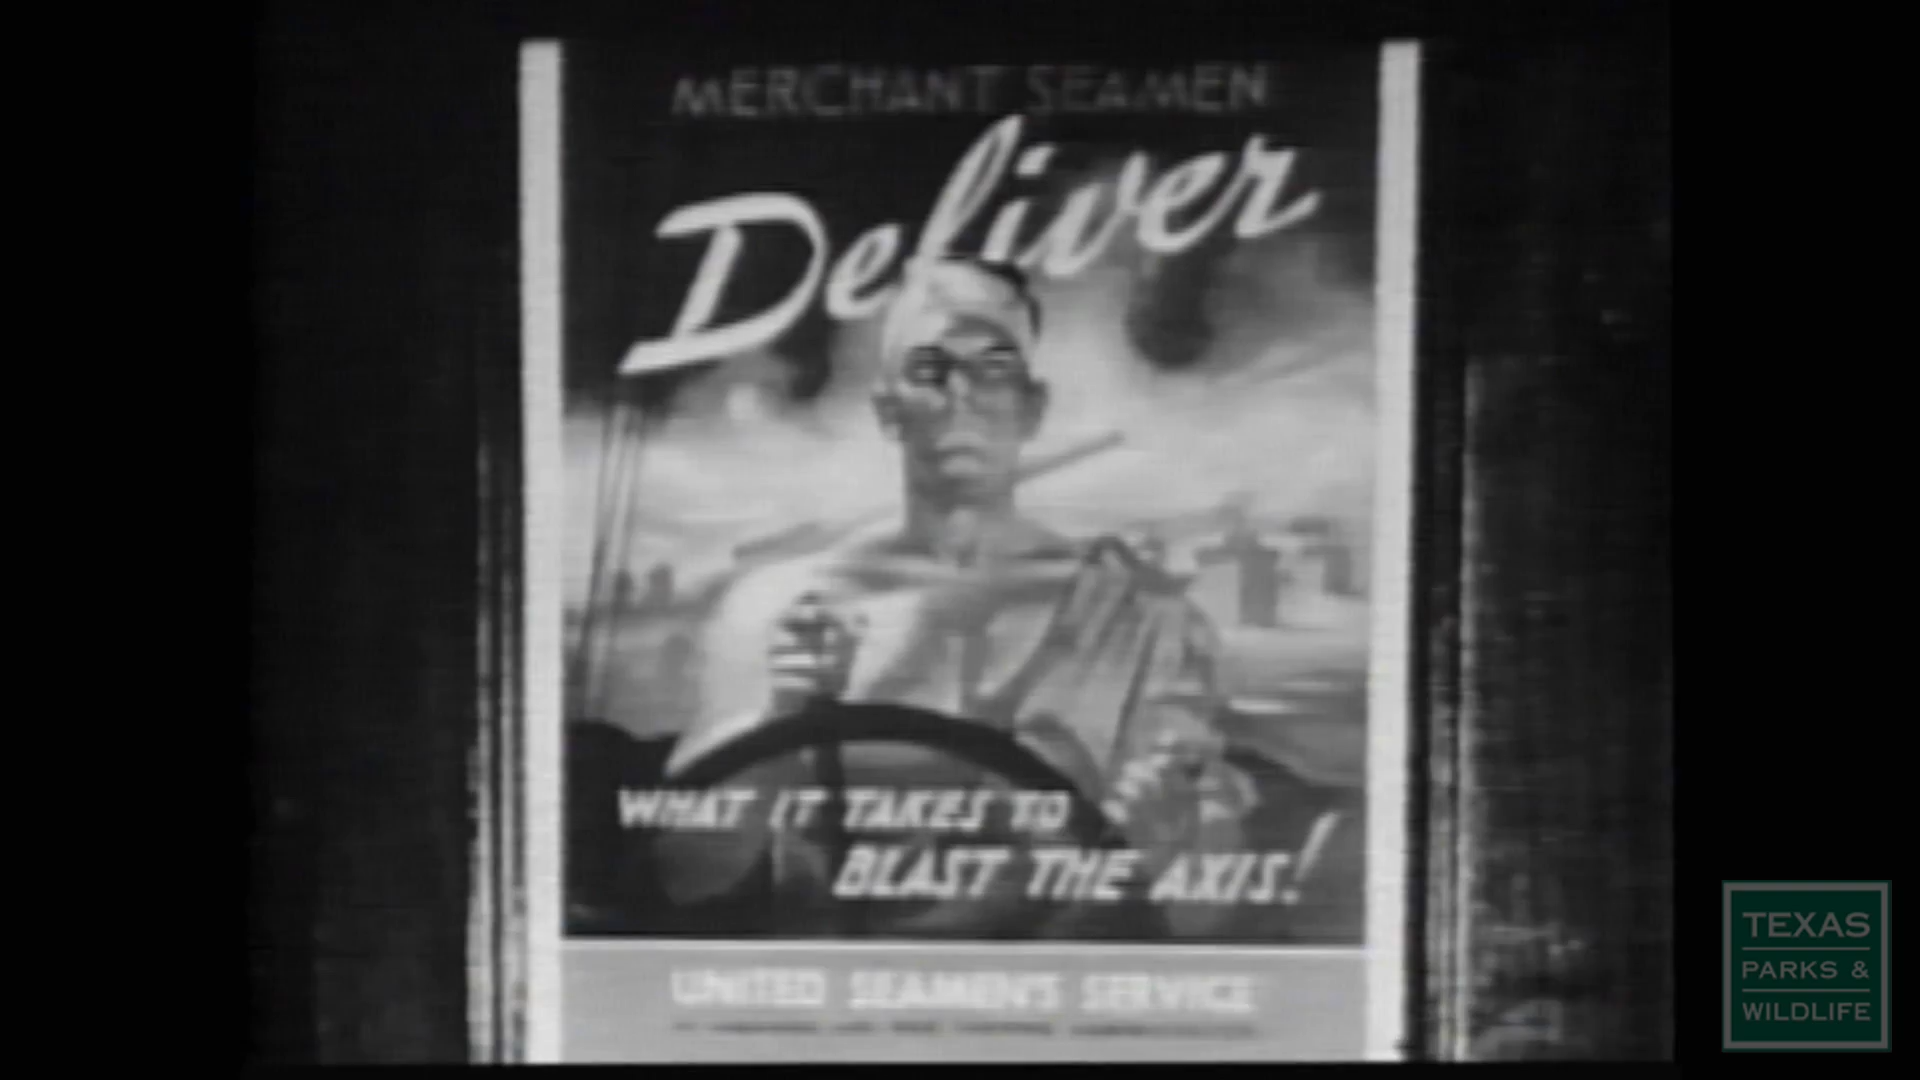 MERCHANT SEAMEN
Deliver
WHAT IT TAKES TO
BLAST THE AXIS!
UNITED SEAMEN'S SERVICE
TEXAS
PARKS &
WILDLIFE